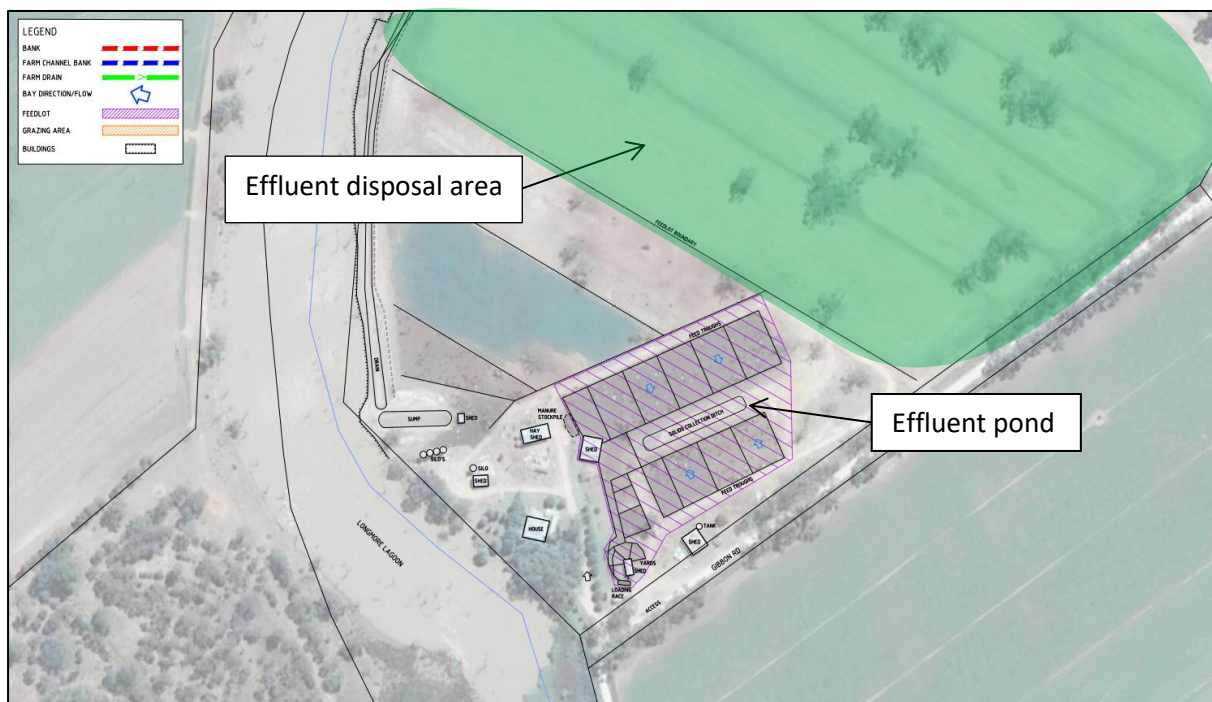 LEGEND
BANK
FARM CHANNEL BANK
FARM DRAIN
BAY DIRECTION/FLOW
FEEDLOT
GRAZING AREA
BUILDINGS
Effluent disposal area
FEEDLOT BOUNDARY
FEED TROUGHS
DRAIN
Effluent pond
MANURE
STOCKPILE
SOLIDS COLLECTION DITCH
SUMP
SHED
HAY
SHED
SHED
SILO'S
SILO
SHED
FEED TROUGHS
HOUSE
TANK
SHED
LONGMORE LAGOON
GIBBON RD
YARDS
SHED
LOADING
RACE
ACCESS